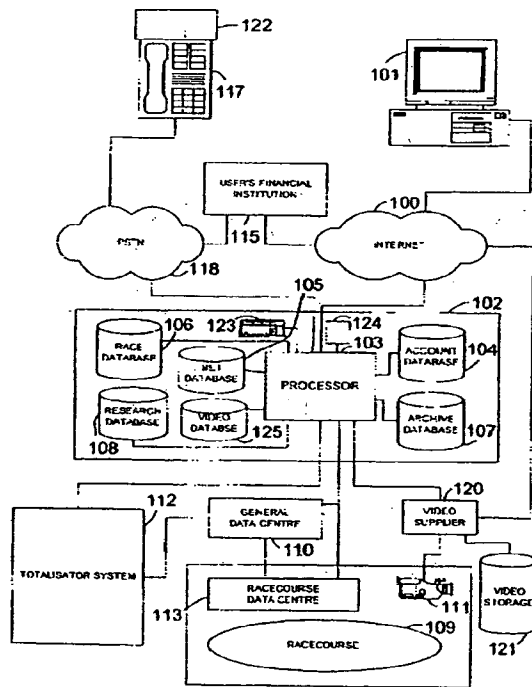 122
117
101
USER'S FINANCIAL
INSTITUTION
115
100
PSTN
118
INTERNET
105
102
123
124
103
106
RACE
DATABASE
BET
DATABASE
PROCESSOR
ACCOUNT
DATABASE
104
RESEARCH
DATABASE
108
VIDEO
DATABSE
125
ARCHIVE
DATABASE
107
112
TOTALISATOR SYSTEM
GENERAL
DATA CENTRE
110
120
VIDEO
SUPPLIER
113
RACECOURSE
DATA CENTRE
111
109
RACECOURSE
VIDEO
STORAGE
121